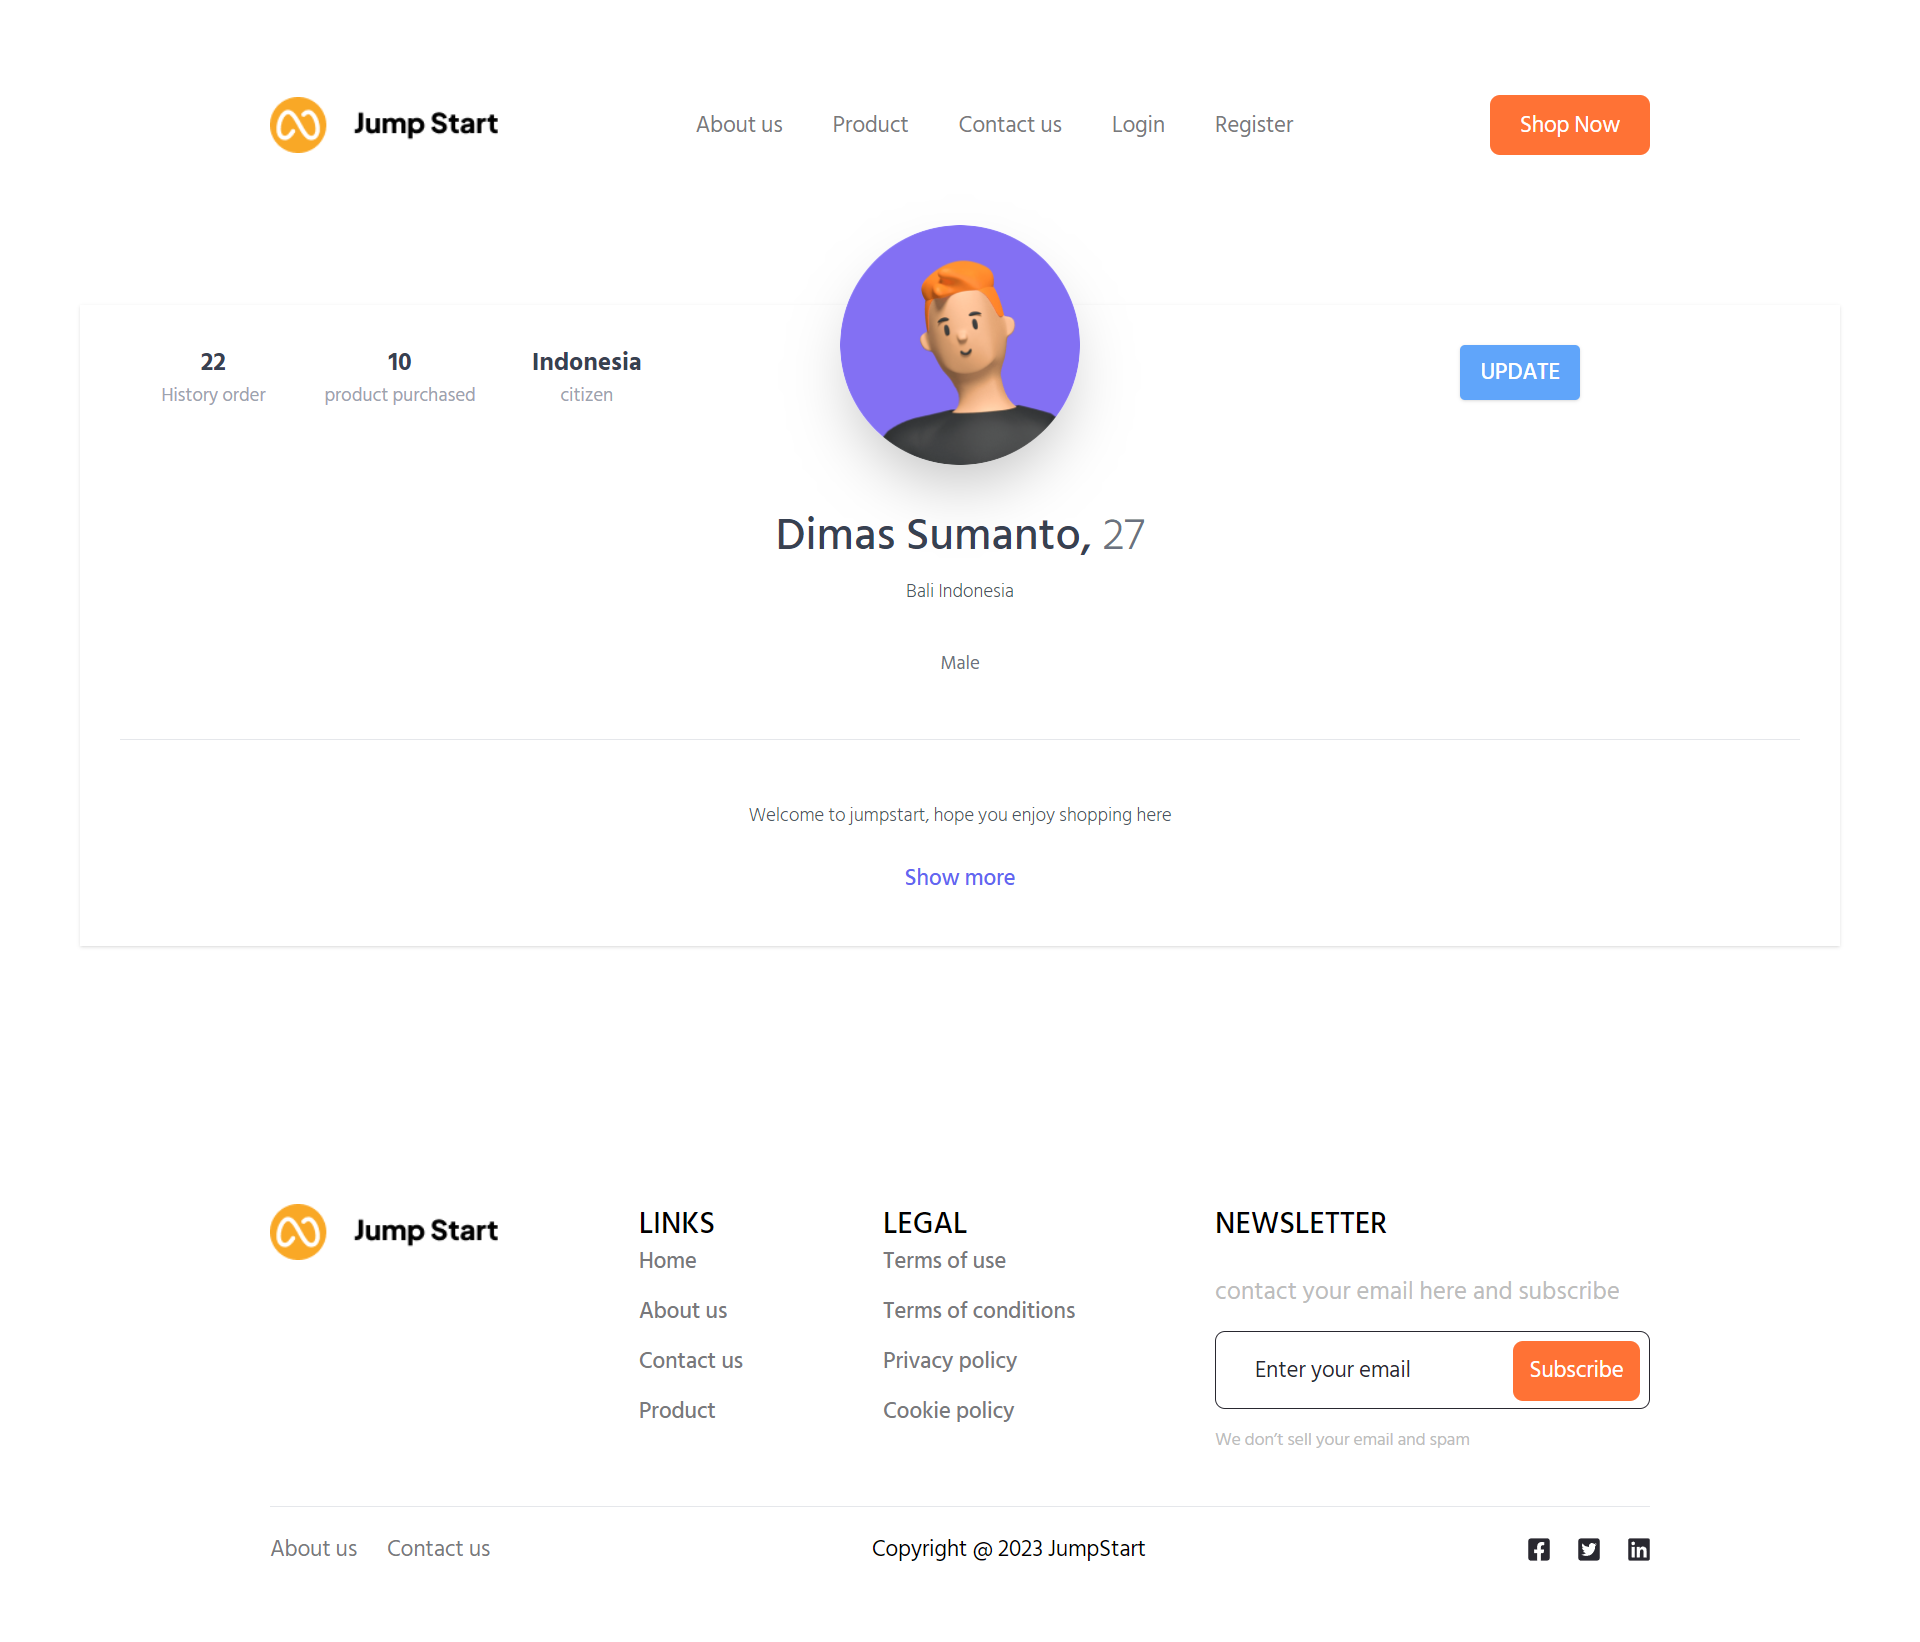 Jump Start
About us
Product
Contact us
Login
Register
Shop Now
22
History order
10
product purchased
Indonesia
citizen
UPDATE
Dimas Sumanto, 27
Bali Indonesia
Male
Welcome to jumpstart, hope you enjoy shopping here
Show more
Jump Start
LINKS
Home
About us
Contact us
Product
LEGAL
Terms of use
Terms of conditions
Privacy policy
Cookie policy
NEWSLETTER
contact your email here and subscribe
Enter your email
Subscribe
We don’t sell your email and spam
About us
Contact us
Copyright @ 2023 JumpStart